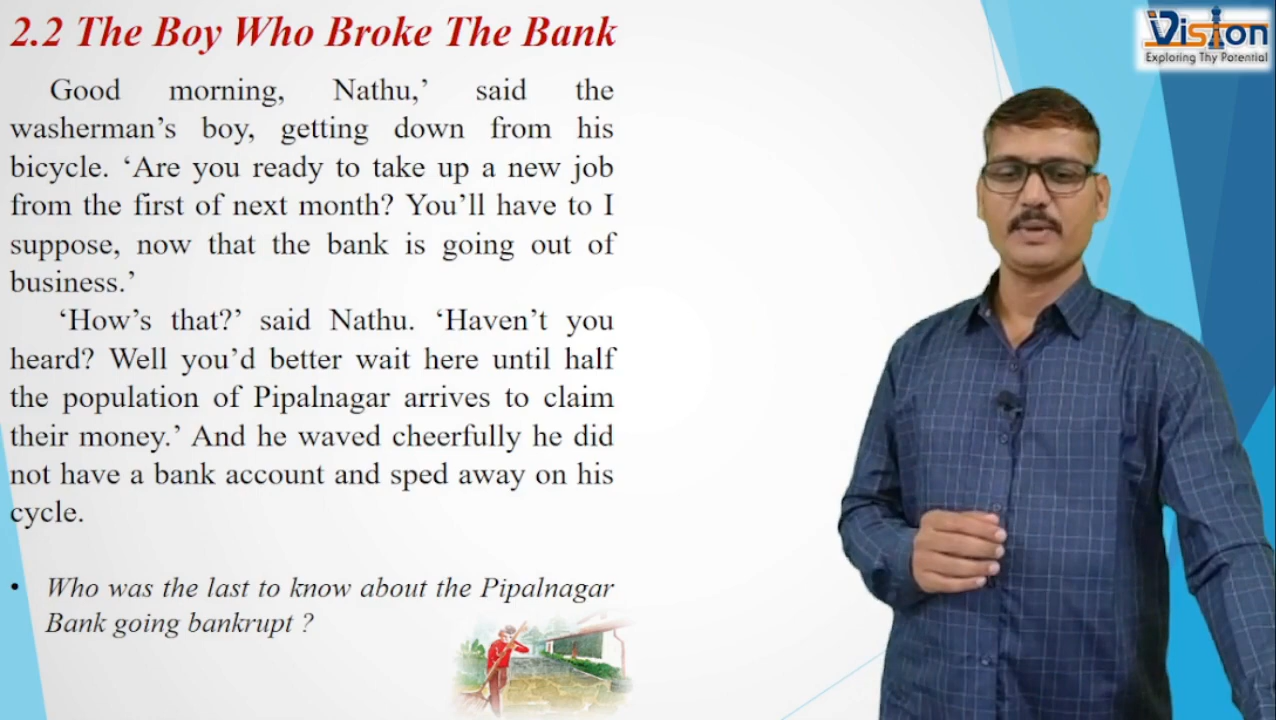 2.2 The Boy Who Broke The Bank
Vision
Exploring Thy Potential
Good morning, Nathu,’ said the
washerman’s boy, getting down from his
bicycle. ‘Are you ready to take up a new job
from the first of next month? You’ll have to I
suppose, now that the bank is going out of
business.’
‘How’s that?’ said Nathu. ‘Haven’t you
heard? Well you’d better wait here until half
the population of Pipalnagar arrives to claim
their money.’ And he waved cheerfully he did
not have a bank account and sped away on his
cycle.
• Who was the last to know about the Pipalnagar
Bank going bankrupt ?